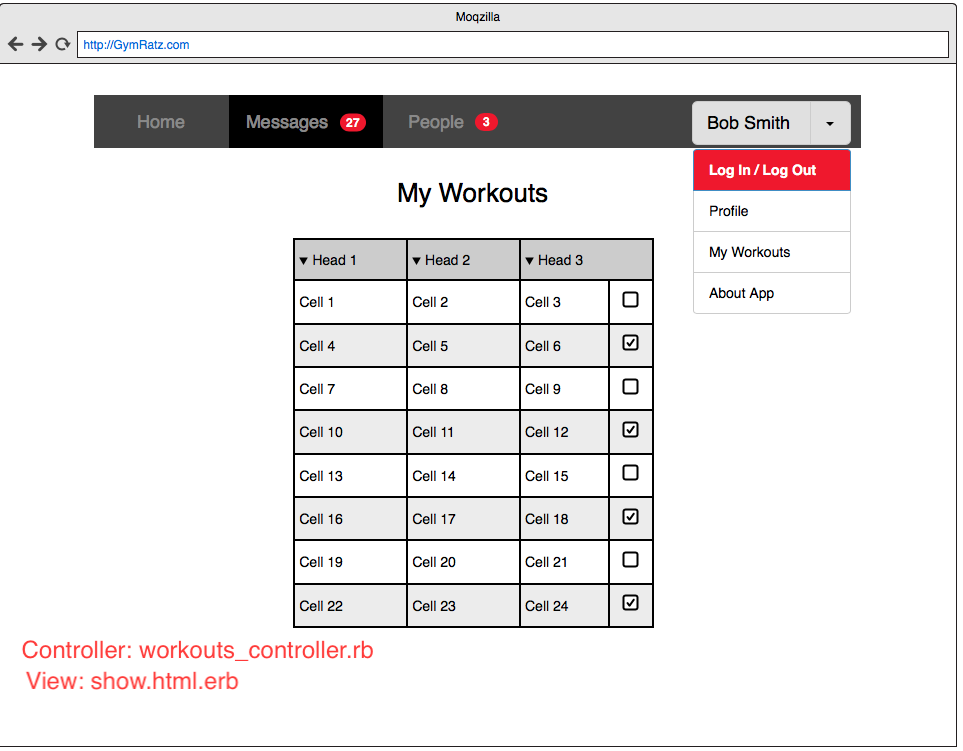 Moqzilla
http://GymRatz.com
Home Messages 27 People 3 Bob Smith
Log In / Log Out
Profile
My Workouts
About App
My Workouts
Head 1 Head 2 Head 3
Cell 1 Cell 2 Cell 3
Cell 4 Cell 5 Cell 6
Cell 7 Cell 8 Cell 9
Cell 10 Cell 11 Cell 12
Cell 13 Cell 14 Cell 15
Cell 16 Cell 17 Cell 18
Cell 19 Cell 20 Cell 21
Cell 22 Cell 23 Cell 24
Controller: workouts_controller.rb
View: show.html.erb